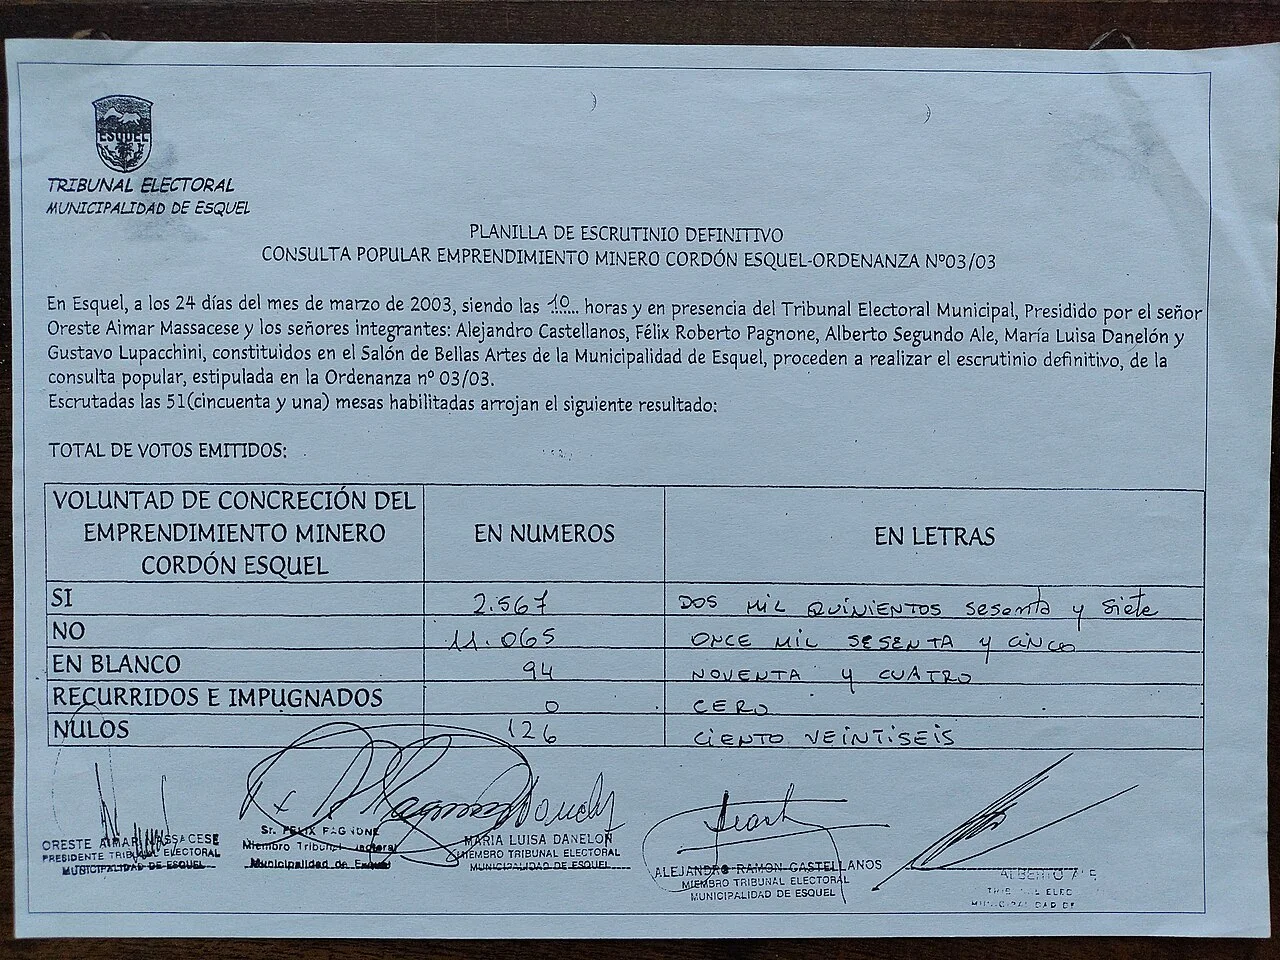 ESQUEL
TRIBUNAL ELECTORAL
MUNICIPALIDAD DE ESQUEL
PLANILLA DE ESCRUTINIO DEFINITIVO
CONSULTA POPULAR EMPRENDIMIENTO MINERO CORDÓN ESQUEL-ORDENANZA Nº03/03
En Esquel, a los 24 días del mes de marzo de 2003, siendo las 10... horas y en presencia del Tribunal Electoral Municipal, Presidido por el señor
Oreste Aimar Massacese y los señores integrantes: Alejandro Castellanos, Félix Roberto Pagnone, Alberto Segundo Ale, María Luisa Danelón y
Gustavo Lupacchini, constituidos en el Salón de Bellas Artes de la Municipalidad de Esquel, proceden a realizar el escrutinio definitivo, de la
consulta popular, estipulada en la Ordenanza nº 03/03.
Escrutadas las 51(cincuenta y una) mesas habilitadas arrojan el siguiente resultado:
TOTAL DE VOTOS EMITIDOS:
VOLUNTAD DE CONCRECIÓN DEL
EMPRENDIMIENTO MINERO
CORDÓN ESQUEL
EN NUMEROS
EN LETRAS
SI 2.567 DOS MIL QUINIENTOS sesenta y siete
NO 11.065 ONCE MIL SESENTA y CINCO
EN BLANCO 94 NOVENTA y CUATRO
RECURRIDOS E IMPUGNADOS 0 CERO
NULOS 126 CIENTO VEINTISEIS
ORESTE AIMAR MASSACESE
PRESIDENTE TRIBUNAL ELECTORAL
MUNICIPALIDAD DE ESQUEL
Sr. FELIX PAGNONE
Miembro Tribunal Electoral
Municipalidad de Esquel
MARIA LUISA DANELON
MIEMBRO TRIBUNAL ELECTORAL
MUNICIPALIDAD DE ESQUEL
ALEJANDRO RAMON CASTELLANOS
MIEMBRO TRIBUNAL ELECTORAL
MUNICIPALIDAD DE ESQUEL
ALBERTO ALE